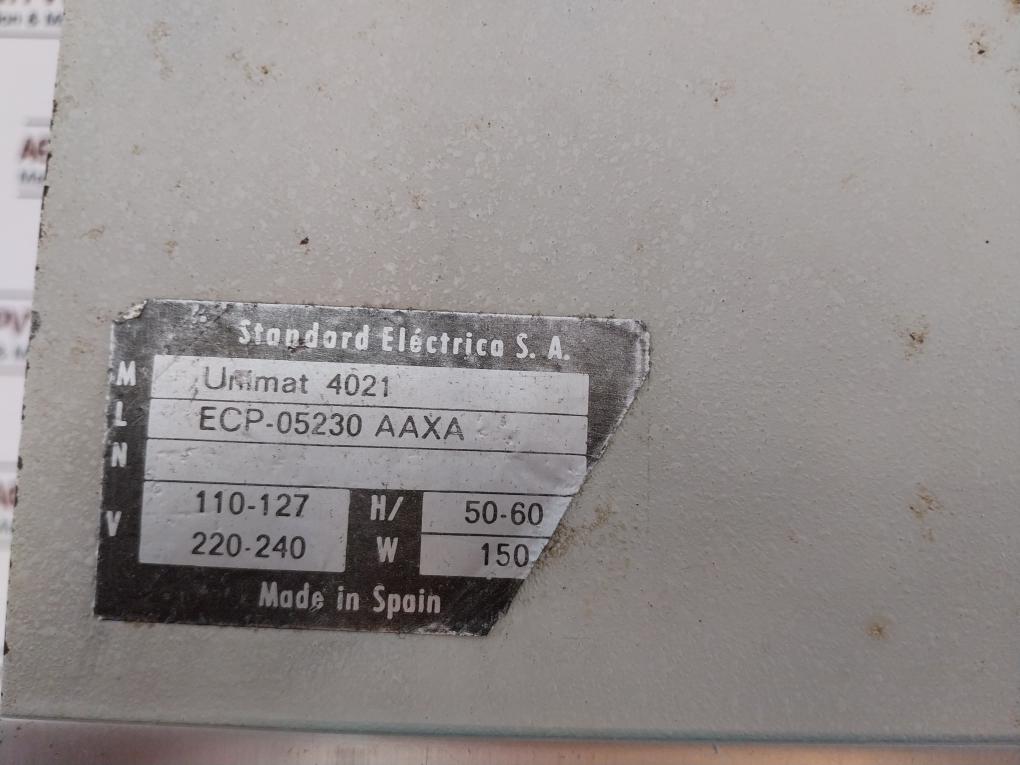 Standard Eléctrica S. A.
M Unimat 4021
L ECP-05230 AAXA
N
V 110-127 H/ 50-60
220-240 W 150
Made in Spain